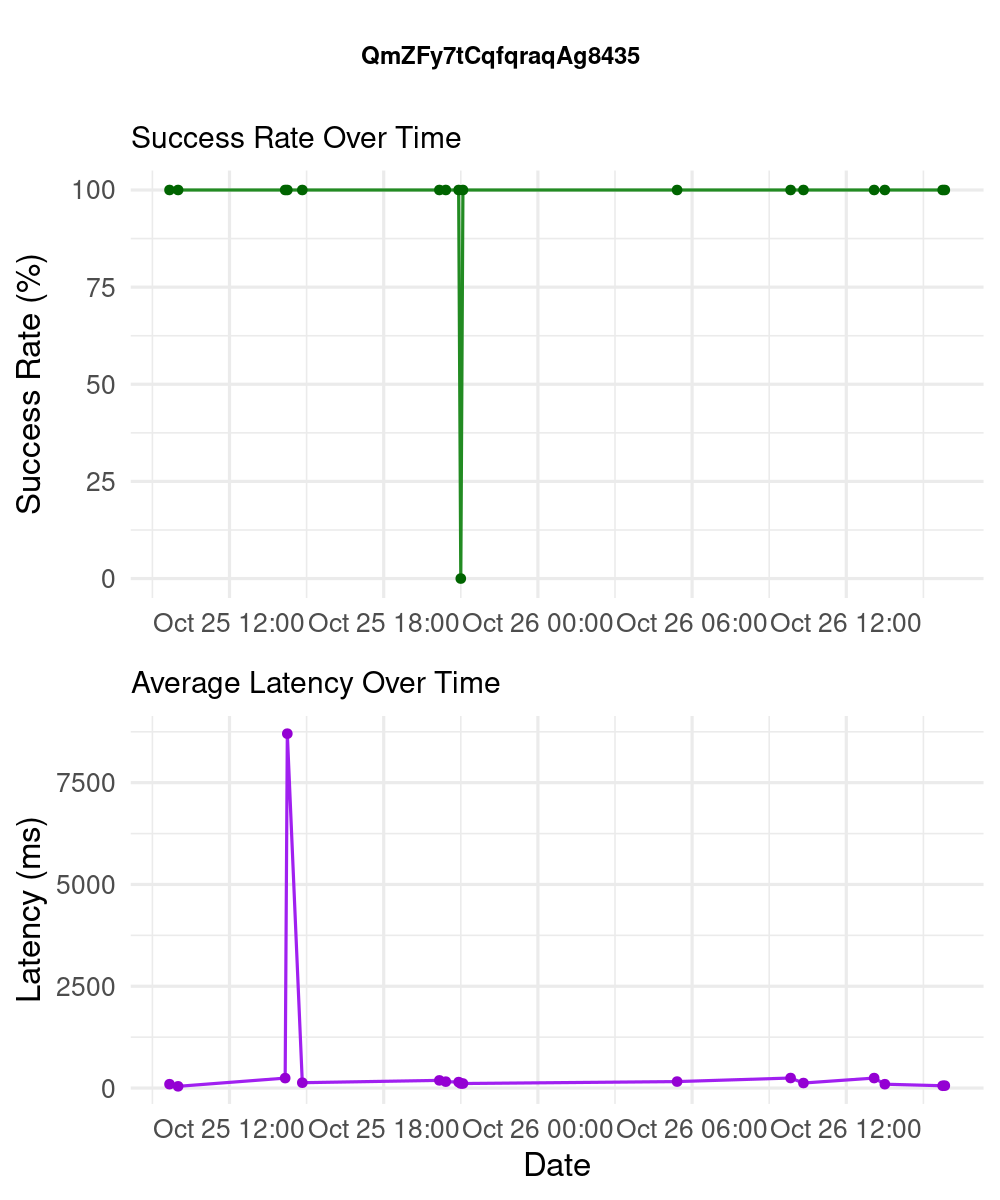 QmZFy7tCqfqraqAg8435
Success Rate Over Time
Success Rate (%)
100
75
50
25
0
Oct 25 12:00 Oct 25 18:00 Oct 26 00:00 Oct 26 06:00 Oct 26 12:00
Average Latency Over Time
Latency (ms)
7500
5000
2500
0
Oct 25 12:00 Oct 25 18:00 Oct 26 00:00 Oct 26 06:00 Oct 26 12:00
Date